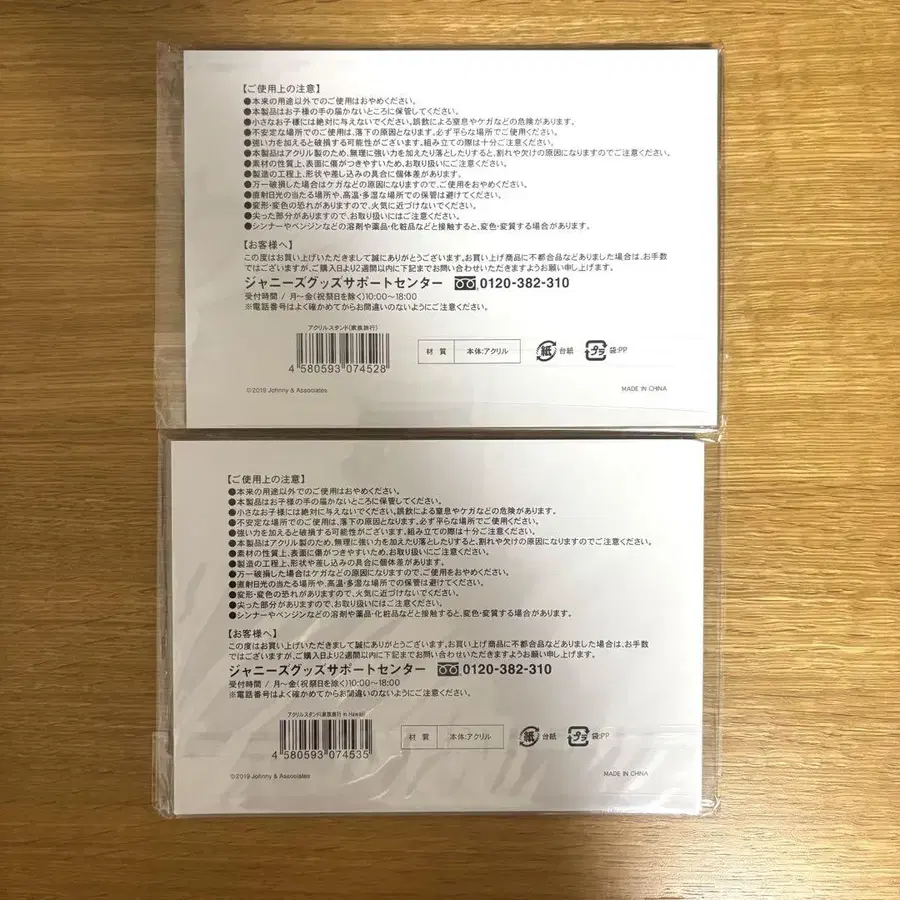 【ご使用上の注意】
●本来の用途以外でのご使用はおやめください。
●本製品はお子様の手の届かないところに保管してください。
●小さなお子様には絶対に与えないでください。誤飲による窒息やケガなどの危険があります。
●不安定な場所でのご使用は、落下の原因となります。必ず平らな場所でご使用ください。
●強い力を加えると破損する可能性がございます。組み立ての際は十分ご注意ください。
●本製品はアクリル製のため、無理に強い力を加えたり落としたりすると、割れや欠けの原因になりますのでご注意ください。
●素材の性質上、表面に傷がつきやすいため、お取り扱いにご注意ください。
●製造の工程上、形状や差し込みの具合に個体差があります。
●万一破損した場合はケガなどの原因になりますので、ご使用をおやめください。
●直射日光の当たる場所や、高温・多湿な場所での保管は避けてください。
●変形・変色の恐れがありますので、火気に近づけないでください。
●尖った部分がありますので、お取り扱いにはご注意ください。
●シンナーやベンジンなどの溶剤や薬品・化粧品などと接触すると、変色・変質する場合があります。
【お客様へ】
この度はお買い上げいただきまして誠にありがとうございます。お買い上げ商品に不都合品などありました場合は、お手数
ではございますが、ご購入日より2週間以内に下記までお問い合わせいただきますようお願い申し上げます。
ジャニーズグッズサポートセンター 0120-382-310
受付時間 / 月〜金(祝祭日を除く)10:00〜18:00
※電話番号はよく確かめてからお間違いのないようにご注意ください。
アクリルスタンド(家族旅行)
4 580593 074528
材 質 本体:アクリル 紙 台紙 プラ 袋:PP
©2019 Johnny & Associates MADE IN CHINA
【ご使用上の注意】
●本来の用途以外でのご使用はおやめください。
●本製品はお子様の手の届かないところに保管してください。
●小さなお子様には絶対に与えないでください。誤飲による窒息やケガなどの危険があります。
●不安定な場所でのご使用は、落下の原因となります。必ず平らな場所でご使用ください。
●強い力を加えると破損する可能性がございます。組み立ての際は十分ご注意ください。
●本製品はアクリル製のため、無理に強い力を加えたり落としたりすると、割れや欠けの原因になりますのでご注意ください。
●素材の性質上、表面に傷がつきやすいため、お取り扱いにご注意ください。
●製造の工程上、形状や差し込みの具合に個体差があります。
●万一破損した場合はケガなどの原因になりますので、ご使用をおやめください。
●直射日光の当たる場所や、高温・多湿な場所での保管は避けてください。
●変形・変色の恐れがありますので、火気に近づけないでください。
●尖った部分がありますので、お取り扱いにはご注意ください。
●シンナーやベンジンなどの溶剤や薬品・化粧品などと接触すると、変色・変質する場合があります。
【お客様へ】
この度はお買い上げいただきまして誠にありがとうございます。お買い上げ商品に不都合品などありました場合は、お手数
ではございますが、ご購入日より2週間以内に下記までお問い合わせいただきますようお願い申し上げます。
ジャニーズグッズサポートセンター 0120-382-310
受付時間 / 月〜金(祝祭日を除く)10:00〜18:00
※電話番号はよく確かめてからお間違いのないようにご注意ください。
アクリルスタンド(家族旅行 in Hawaii)
4 580593 074535
材 質 本体:アクリル 紙 台紙 プラ 袋:PP
©2019 Johnny & Associates MADE IN CHINA